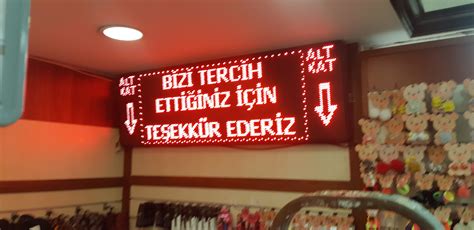 ALT
KAT
BİZİ TERCİH
ETTİĞİNİZ İÇİN
TEŞEKKÜR EDERİZ
ALT
KAT